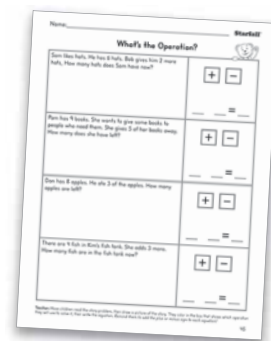 Name:
Starfall
What's the Operation?
Sam likes hats. He has 6 hats. Bob gives him 2 more
hats. How many hats does Sam have now?
+ −
=
Pam has 9 books. She wants to give some books to
people who need them. She gives 3 of her books away.
How many does she have left?
+ −
=
Dan has 8 apples. He ate 3 of the apples. How many
apples are left?
+ −
=
There are 4 fish in Kim's fish tank. She adds 3 more.
How many fish are in the fish tank now?
+ −
=